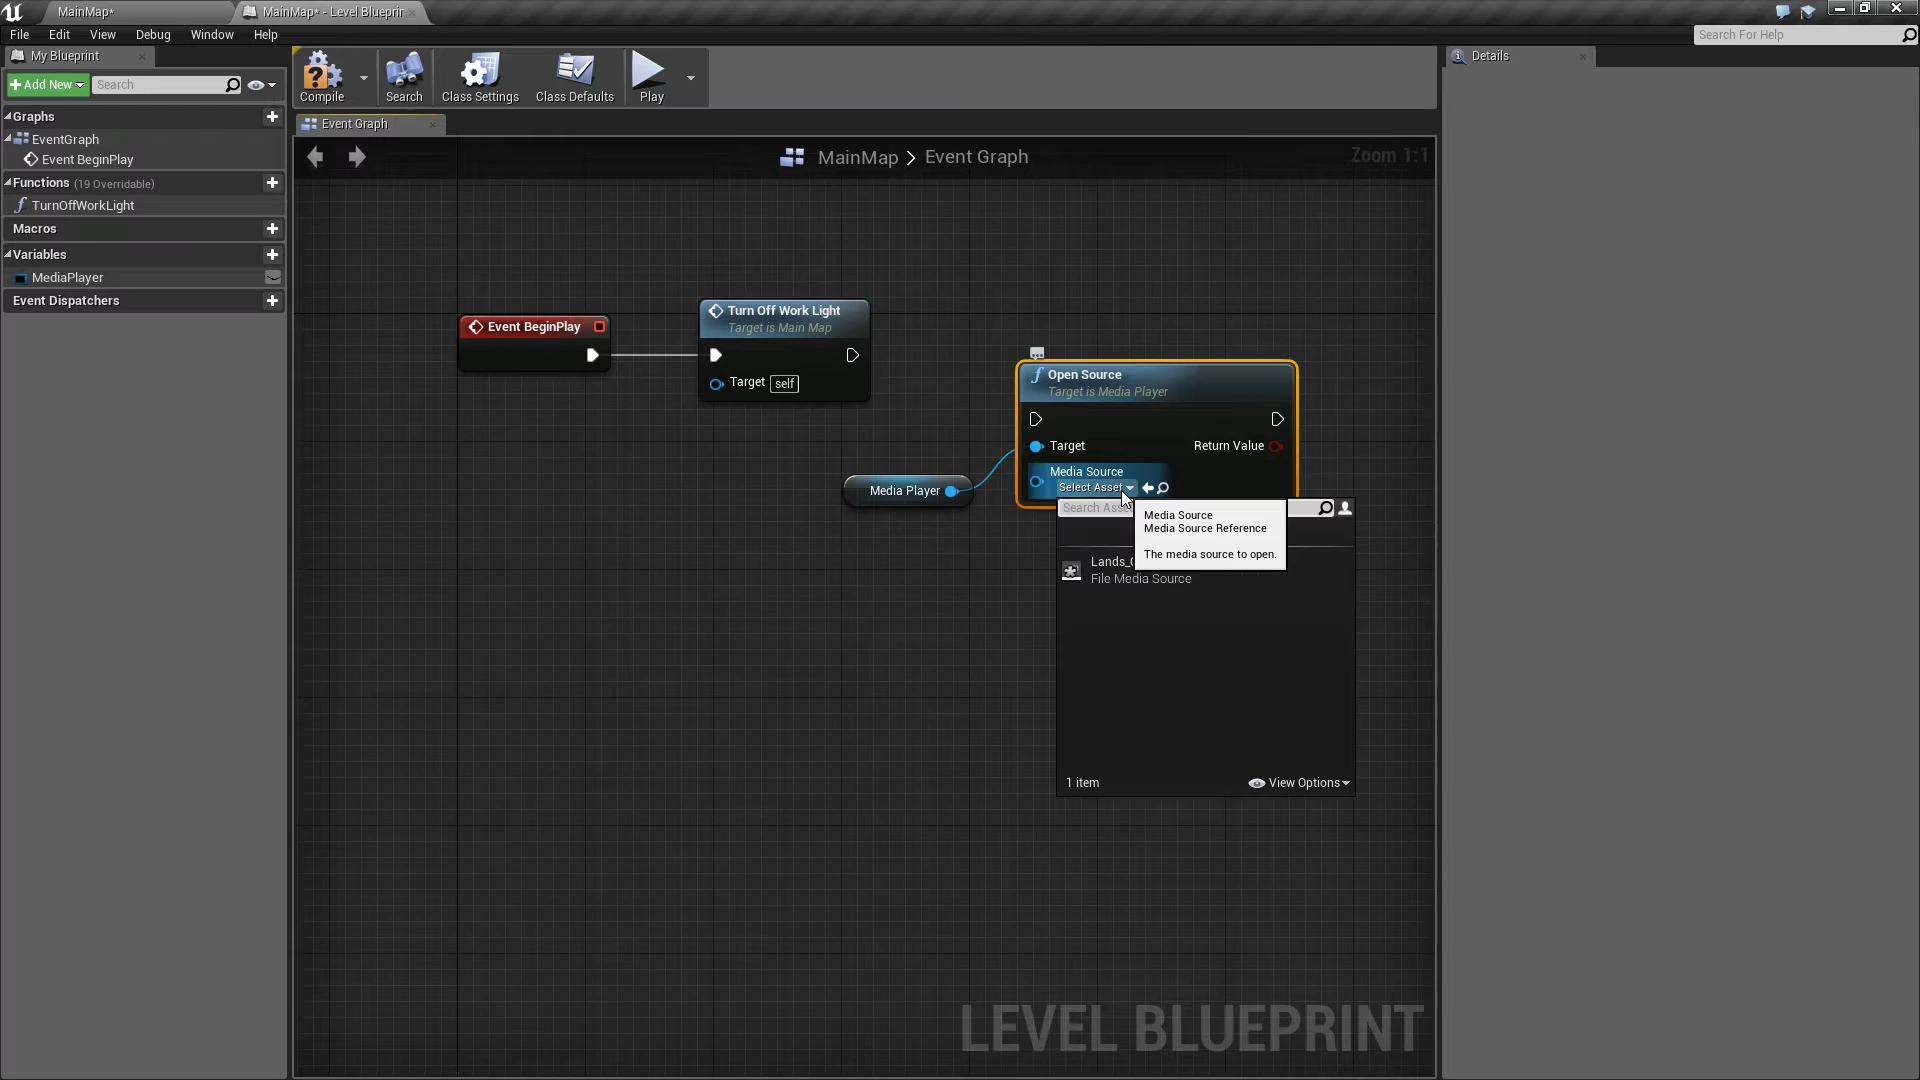 MainMap*
MainMap* - Level Blueprir
File Edit View Debug Window Help
Search For Help
My Blueprint
Add New
Search
Compile
Search
Class Settings
Class Defaults
Play
Details
Graphs
EventGraph
Event BeginPlay
Functions (19 Overridable)
TurnOffWorkLight
Macros
Variables
MediaPlayer
Event Dispatchers
Event Graph
MainMap > Event Graph
Zoom 1:1
Event BeginPlay
Turn Off Work Light
Target is Main Map
Target self
Open Source
Target is Media Player
Target
Return Value
Media Source
Select Asset
Media Player
Search
Media Source
Media Source Reference
The media source to open.
File Media Source
1 item
View Options
LEVEL BLUEPRINT